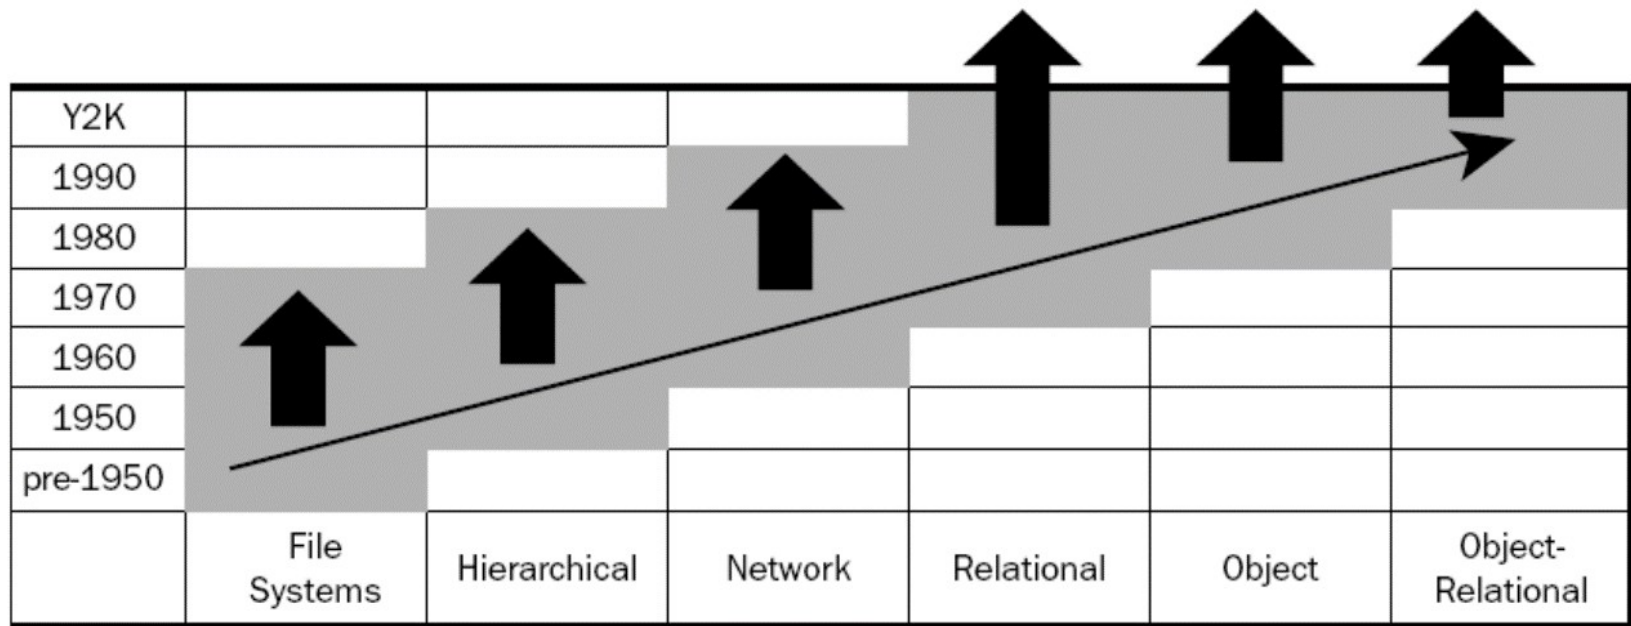 Y2K
1990
1980
1970
1960
1950
pre-1950
File
Systems
Hierarchical
Network
Relational
Object
Object-
Relational